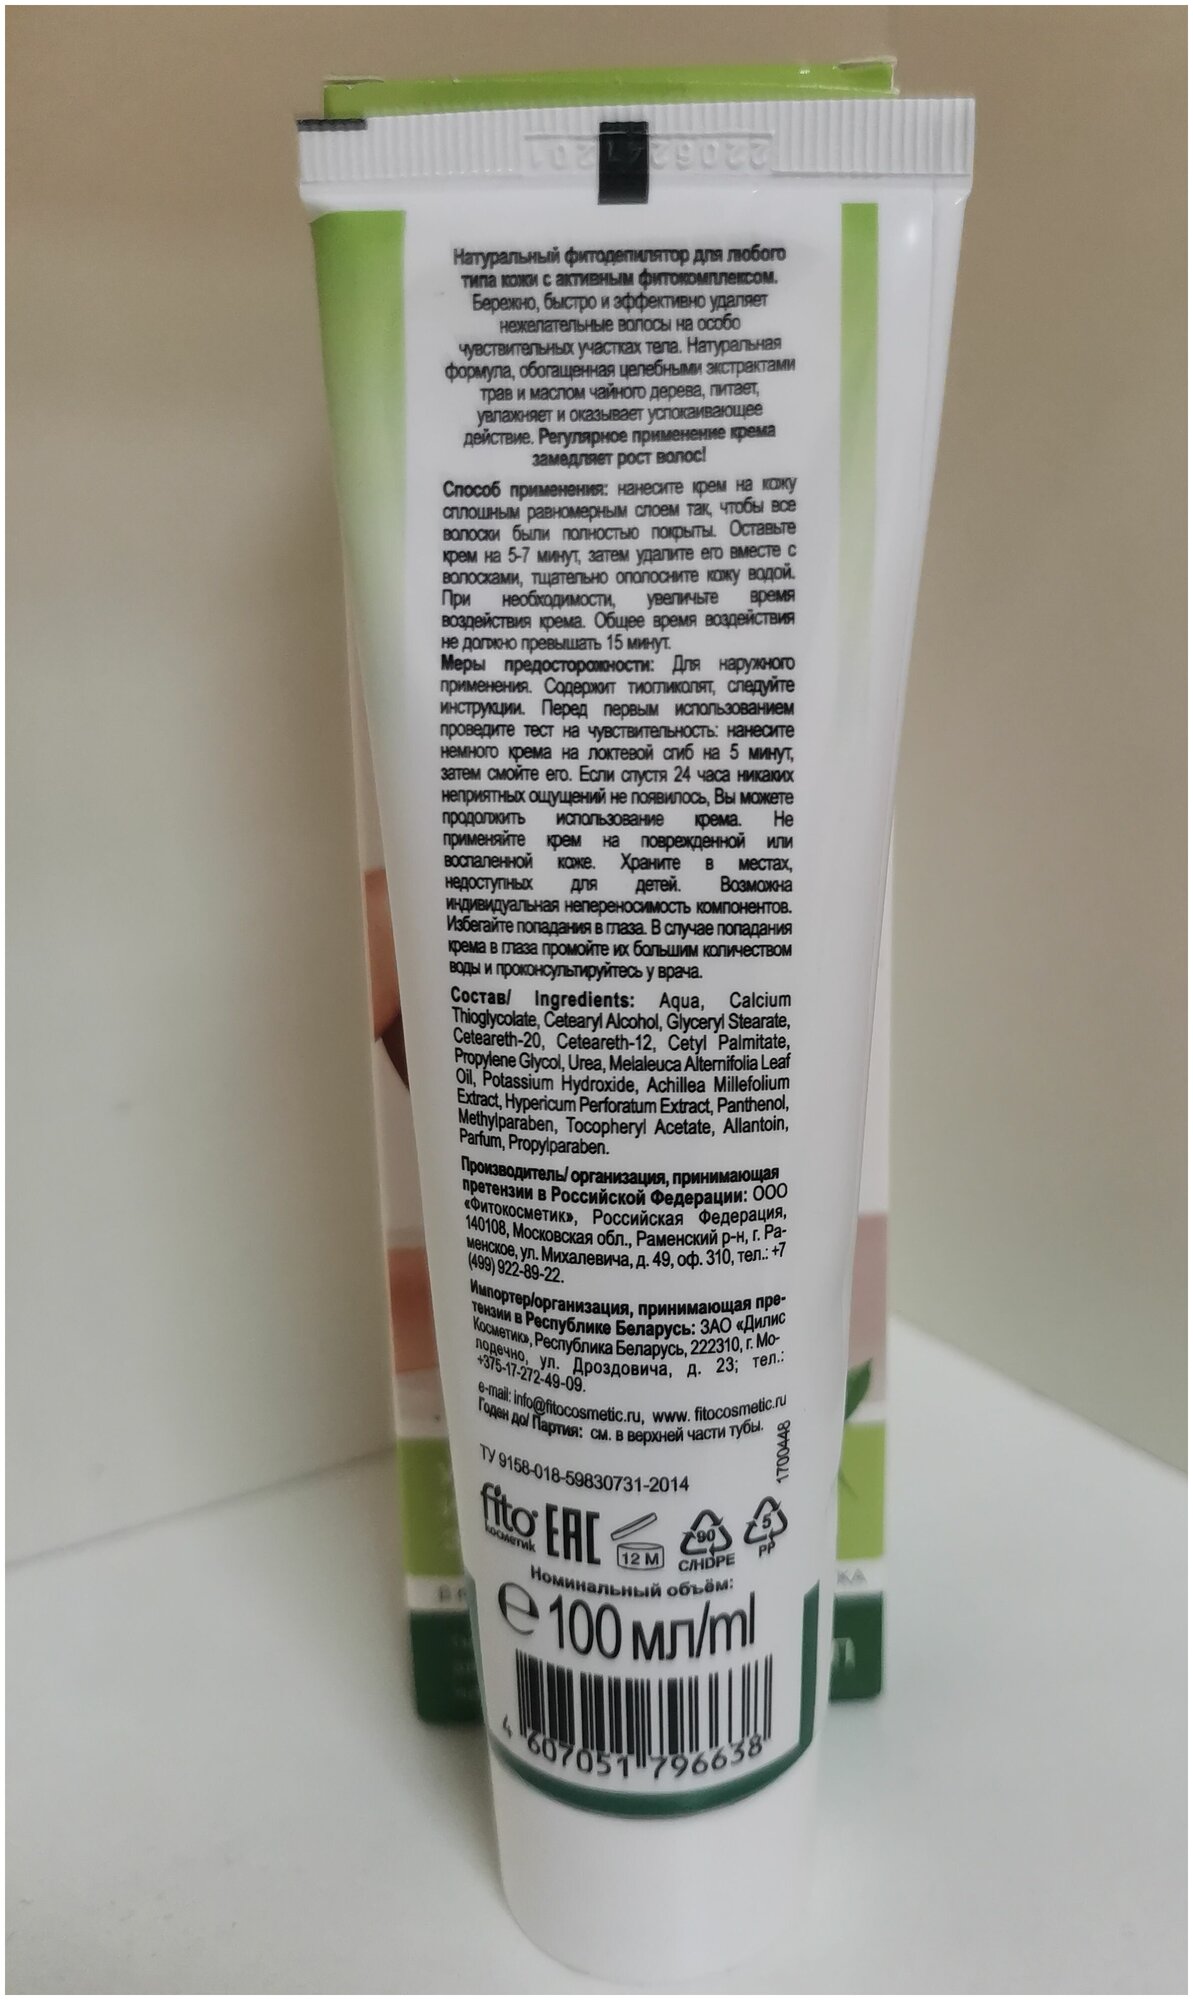 Натуральный фитодепилятор для любого
типа кожи с активным фитокомплексом.
Бережно, быстро и эффективно удаляет
нежелательные волосы на особо
чувствительных участках тела. Натуральная
формула, обогащенная целебными экстрактами
трав и маслом чайного дерева, питает,
увлажняет и оказывает успокаивающее
действие. Регулярное применение крема
замедляет рост волос!
Способ применения: нанесите крем на кожу
сплошным равномерным слоем так, чтобы все
волоски были полностью покрыты. Оставьте
крем на 5-7 минут, затем удалите его вместе с
волосками, тщательно ополосните кожу водой.
При необходимости, увеличьте время
воздействия крема. Общее время воздействия
не должно превышать 15 минут.
Меры предосторожности: Для наружного
применения. Содержит тиогликолят, следуйте
инструкции. Перед первым использованием
проведите тест на чувствительность: нанесите
немного крема на локтевой сгиб на 5 минут,
затем смойте его. Если спустя 24 часа никаких
неприятных ощущений не появилось, Вы можете
продолжить использование крема. Не
применяйте крем на поврежденной или
воспаленной коже. Храните в местах,
недоступных для детей. Возможна
индивидуальная непереносимость компонентов.
Избегайте попадания в глаза. В случае попадания
крема в глаза промойте их большим количеством
воды и проконсультируйтесь у врача.
Состав/ Ingredients: Aqua, Calcium
Thioglycolate, Cetearyl Alcohol, Glyceryl Stearate,
Ceteareth-20, Ceteareth-12, Cetyl Palmitate,
Propylene Glycol, Urea, Melaleuca Alternifolia Leaf
Oil, Potassium Hydroxide, Achillea Millefolium
Extract, Hypericum Perforatum Extract, Panthenol,
Methylparaben, Tocopheryl Acetate, Allantoin,
Parfum, Propylparaben.
Производитель/ организация, принимающая
претензии в Российской Федерации: ООО
«Фитокосметик», Российская Федерация,
140108, Московская обл., Раменский р-н, г. Ра-
менское, ул. Михалевича, д. 49, оф. 310, тел.: +7
(499) 922-89-22.
Импортер/организация, принимающая пре-
тензии в Республике Беларусь: ЗАО «Дилис
Косметик», Республика Беларусь, 222310, г. Мо-
лодечно, ул. Дроздовича, д. 23; тел.:
+375-17-272-49-09.
e-mail: info@fitocosmetic.ru, www. fitocosmetic.ru
Годен до/ Партия: см. в верхней части тубы.
ТУ 9158-018-59830731-2014
1700448
fito косметик EAC 12 M 90 C/HDPE 5 PP
Номинальный объём:
e 100 мл/ml
4 607051 796638